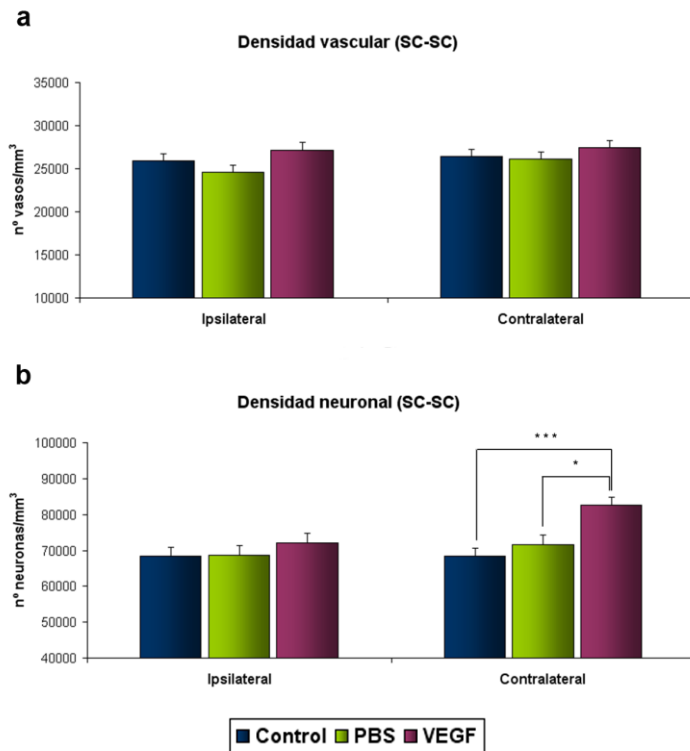 a
Densidad vascular (SC-SC)
nº vasos/mm³
35000
30000
25000
20000
15000
10000
Ipsilateral
Contralateral
b
Densidad neuronal (SC-SC)
nº neuronas/mm³
100000
90000
80000
70000
60000
50000
40000
***
*
Ipsilateral
Contralateral
Control PBS VEGF